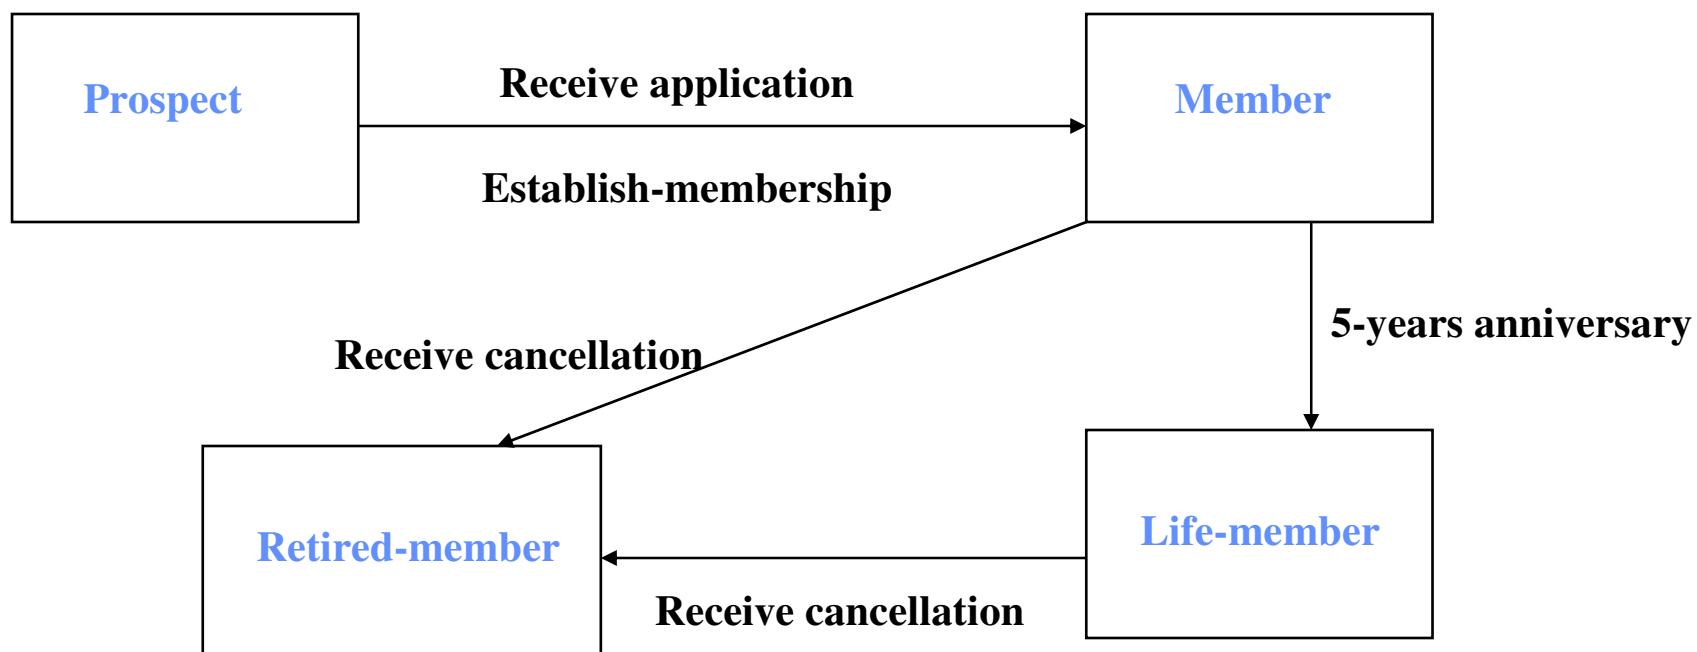 Prospect
Receive application
Member
Establish-membership
5-years anniversary
Receive cancellation
Life-member
Retired-member
Receive cancellation